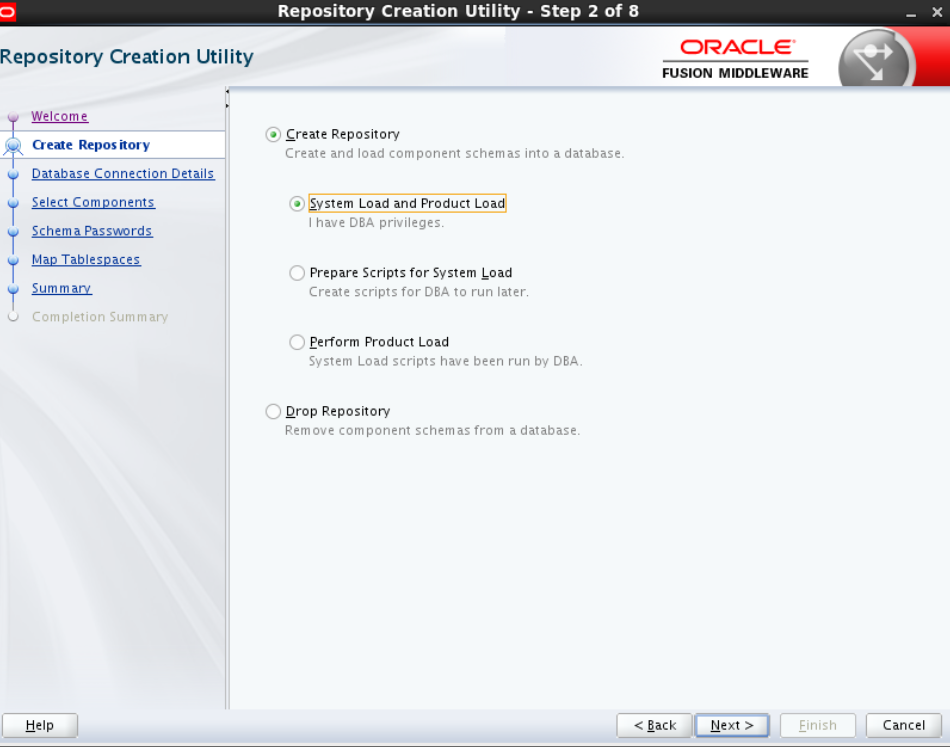 Repository Creation Utility - Step 2 of 8
Repository Creation Utility
ORACLE
FUSION MIDDLEWARE
Welcome
Create Repository
Database Connection Details
Select Components
Schema Passwords
Map Tablespaces
Summary
Completion Summary
Create Repository
Create and load component schemas into a database.
System Load and Product Load
I have DBA privileges.
Prepare Scripts for System Load
Create scripts for DBA to run later.
Perform Product Load
System Load scripts have been run by DBA.
Drop Repository
Remove component schemas from a database.
Help
< Back
Next >
Finish
Cancel